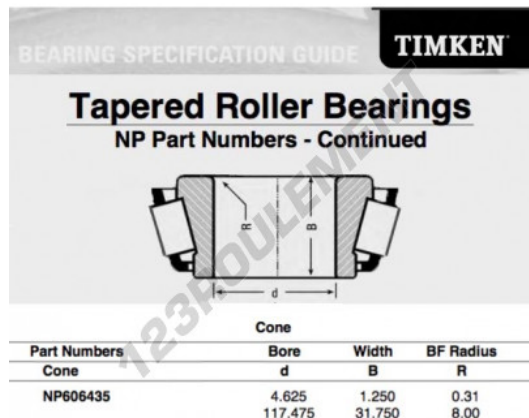 BEARING SPECIFICATION GUIDE
TIMKEN
Tapered Roller Bearings
NP Part Numbers - Continued
R
B
d
123ROULEMENT
Cone
Part Numbers Bore Width BF Radius
Cone d B R
NP606435 4.625 1.250 0.31
117.475 31.750 8.00